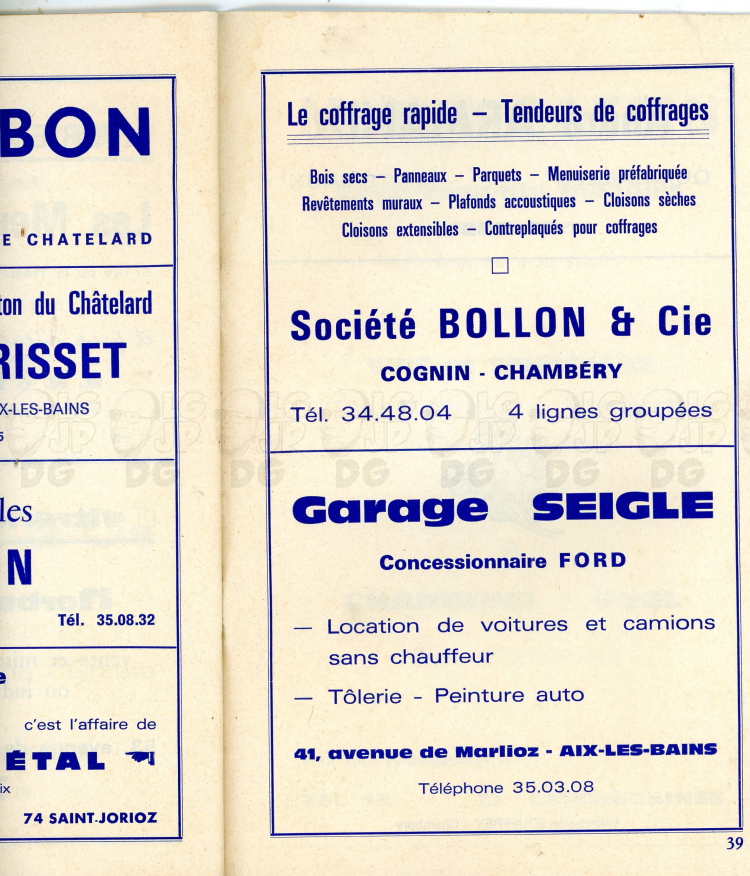 BON
E CHATELARD
ton du Châtelard
RISSET
X-LES-BAINS
5
les
N
Tél. 35.08.32
e
c'est l'affaire de
ÉTAL
ix
74 SAINT-JORIOZ
Le coffrage rapide – Tendeurs de coffrages
Bois secs – Panneaux – Parquets – Menuiserie préfabriquée
Revêtements muraux – Plafonds accoustiques – Cloisons sèches
Cloisons extensibles – Contreplaqués pour coffrages
Société BOLLON & Cie
COGNIN - CHAMBÉRY
Tél. 34.48.04 4 lignes groupées
Garage SEIGLE
Concessionnaire FORD
— Location de voitures et camions
sans chauffeur
— Tôlerie - Peinture auto
41, avenue de Marlioz - AIX-LES-BAINS
Téléphone 35.03.08
39